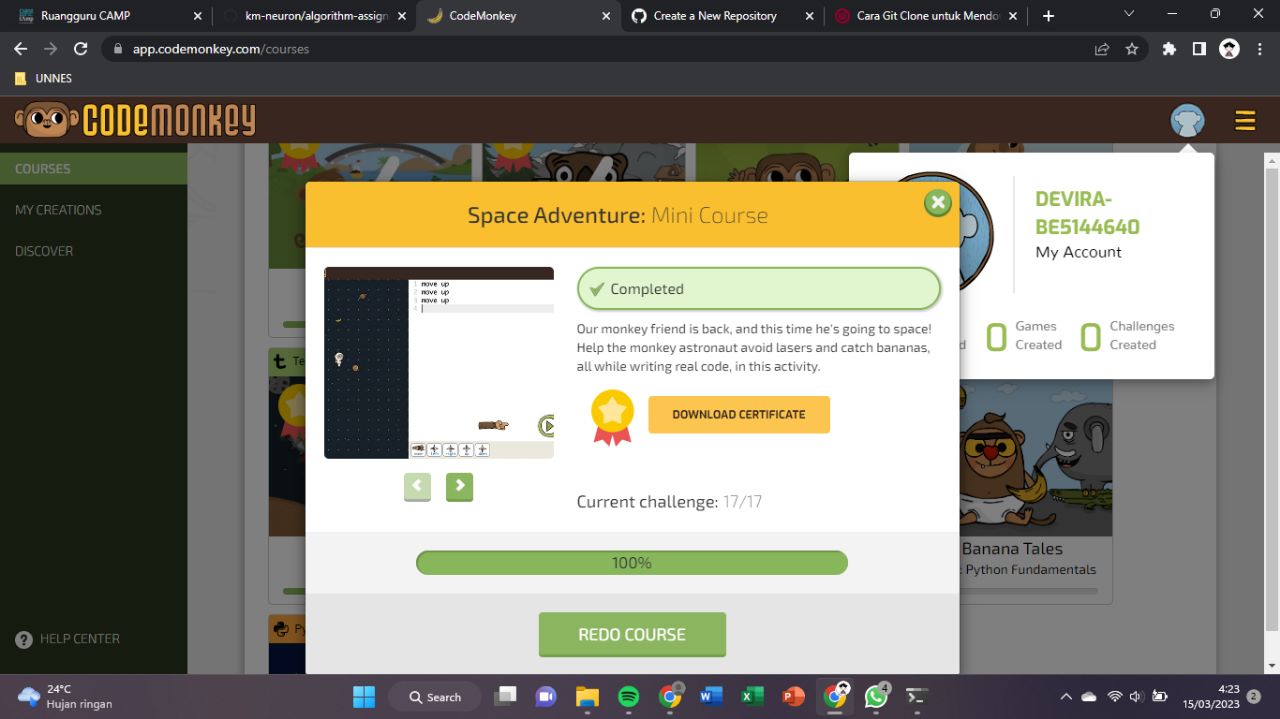 Ruangguru CAMP
km-neuron/algorithm-assign
CodeMonkey
Create a New Repository
Cara Git Clone untuk Mendo
app.codemonkey.com/courses
UNNES
CODEMONKEY
COURSES
MY CREATIONS
DISCOVER
HELP CENTER
Space Adventure: Mini Course
1 move up
2 move up
3 move up
4
Completed
Our monkey friend is back, and this time he's going to space!
Help the monkey astronaut avoid lasers and catch bananas,
all while writing real code, in this activity.
DOWNLOAD CERTIFICATE
Current challenge: 17/17
100%
REDO COURSE
DEVIRA-
BE5144640
My Account
d
0 Games
Created
0 Challenges
Created
t Te
Py
Banana Tales
: Python Fundamentals
24°C
Hujan ringan
Search
4
4:23
15/03/2023
2